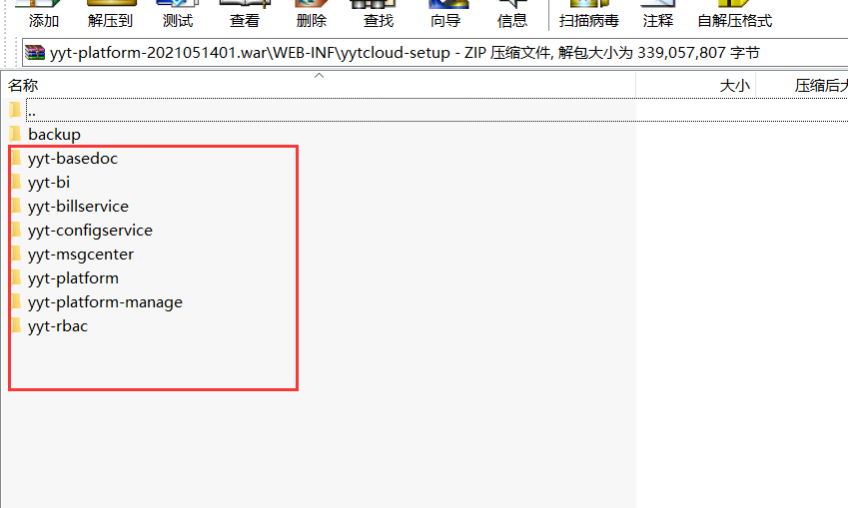 添加 解压到 测试 查看 删除 查找 向导 信息 扫描病毒 注释 自解压格式
yyt-platform-2021051401.war\WEB-INF\yytcloud-setup - ZIP 压缩文件, 解包大小为 339,057,807 字节
名称 大小 压缩后大
..
backup
yyt-basedoc
yyt-bi
yyt-billservice
yyt-configservice
yyt-msgcenter
yyt-platform
yyt-platform-manage
yyt-rbac